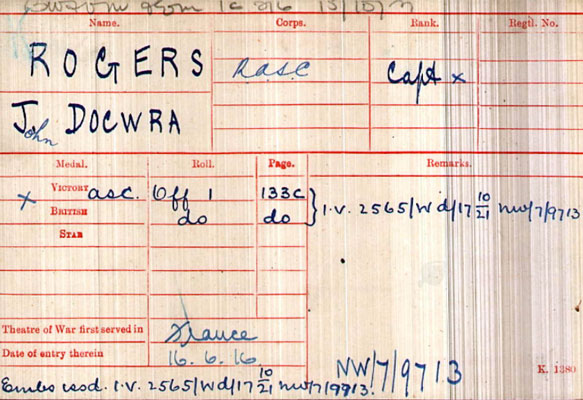 Name. Corps. Rank. Regtl. No.
ROGERS RASC Capt x
John DOCWRA
Medal. Roll. Page. Remarks.
x VICTORY asc. Off 1 133c } I.V. 2565/Wd/17 10/21 NW/7/9713
BRITISH do do
STAR
Theatre of War first served in France
Date of entry therein 16.6.16
NW/7/9713 K. 1380
Embs issd. I.V. 2565/Wd/17 10/21 NW/7/9713.